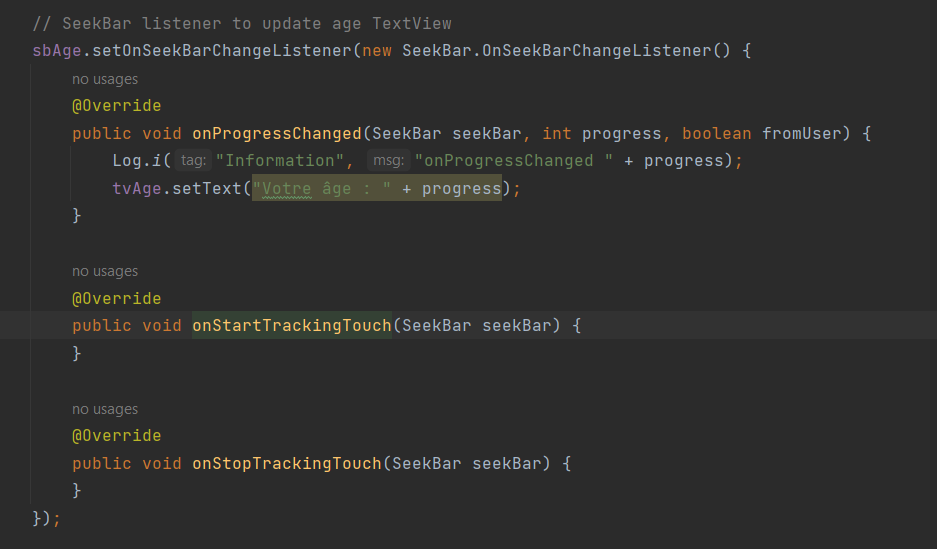 // SeekBar listener to update age TextView
sbAge.setOnSeekBarChangeListener(new SeekBar.OnSeekBarChangeListener() {
no usages
@Override
public void onProgressChanged(SeekBar seekBar, int progress, boolean fromUser) {
Log.i( tag: "Information", msg: "onProgressChanged " + progress);
tvAge.setText("Votre âge : " + progress);
}
no usages
@Override
public void onStartTrackingTouch(SeekBar seekBar) {
}
no usages
@Override
public void onStopTrackingTouch(SeekBar seekBar) {
}
});